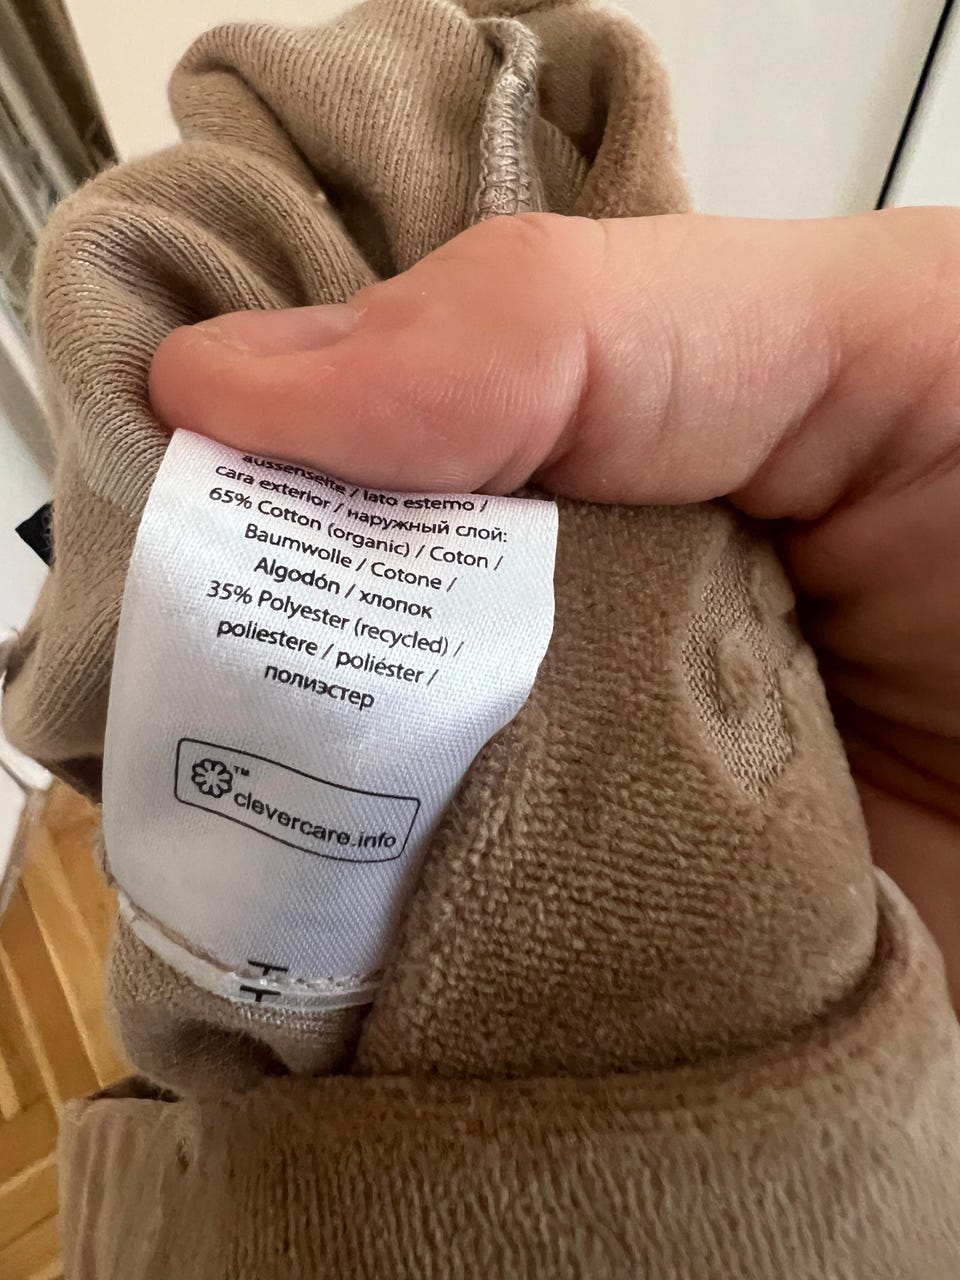 aussenseite / lato esterno /
cara exterior / наружный слой:
65% Cotton (organic) / Coton /
Baumwolle / Cotone /
Algodón / хлопок
35% Polyester (recycled) /
poliestere / poliéster /
полиэстер
™
clevercare.info